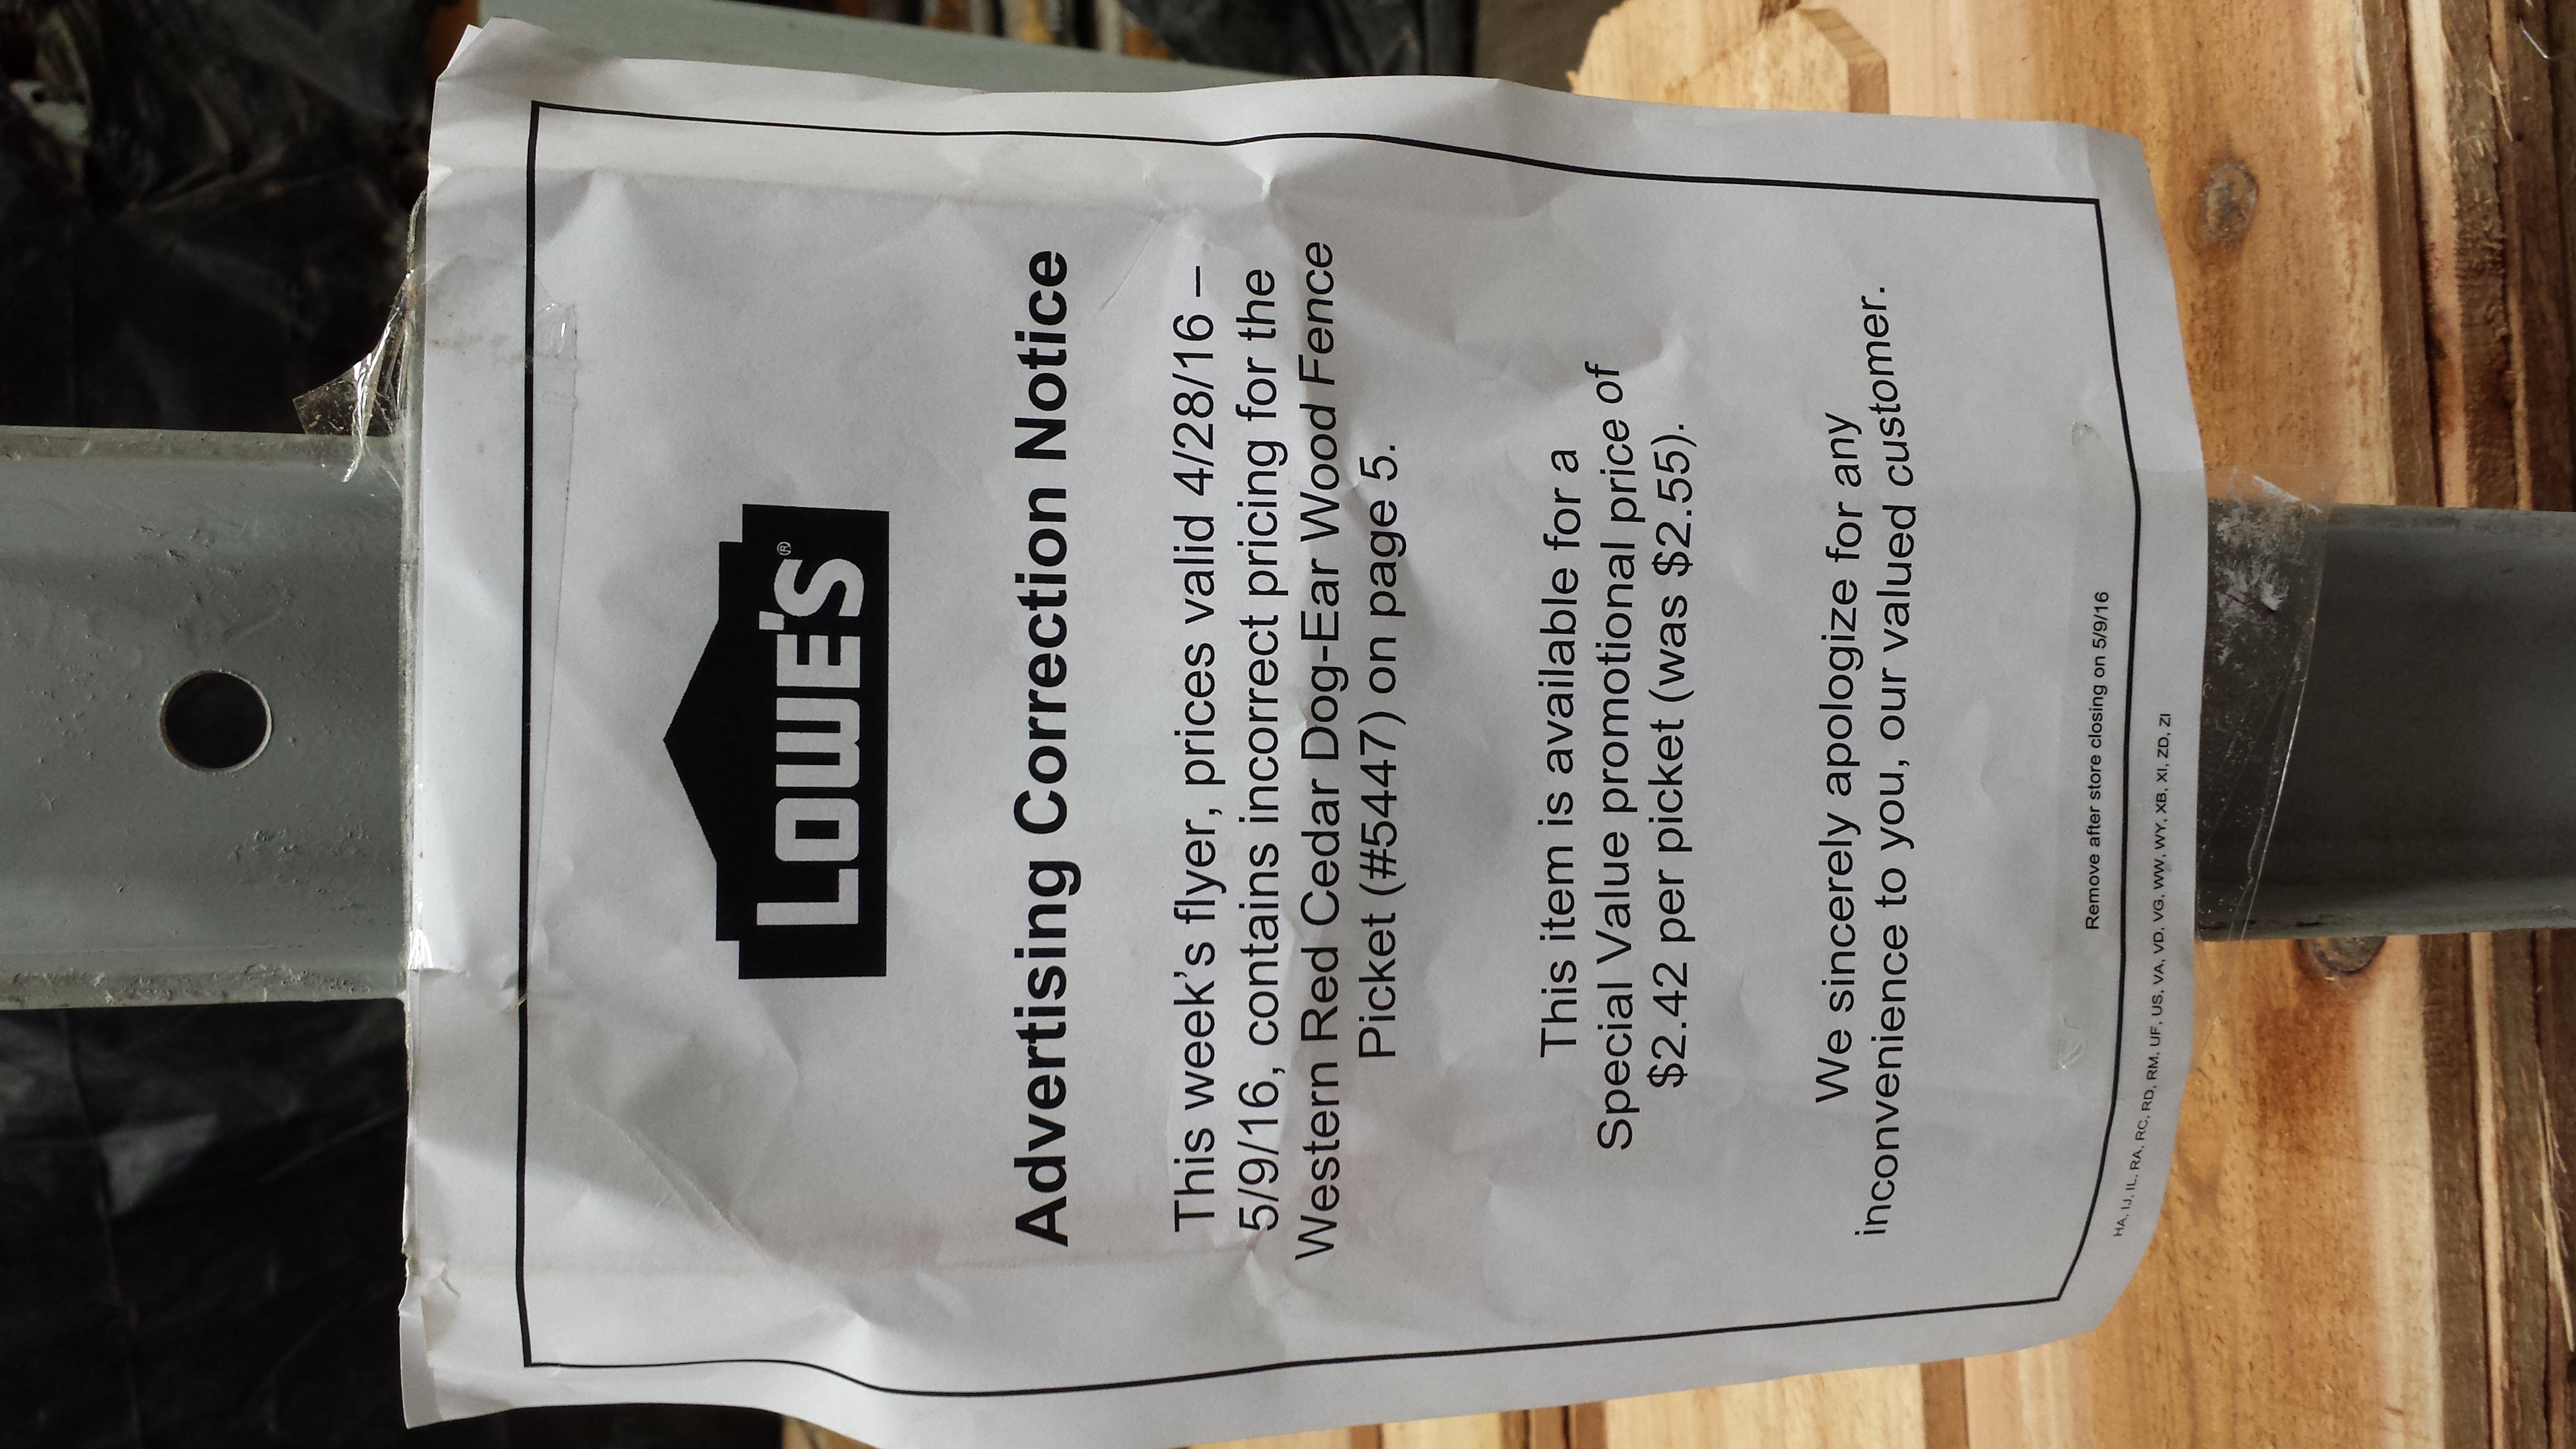 LOWE'S®
Advertising Correction Notice
This week's flyer, prices valid 4/28/16 –
5/9/16, contains incorrect pricing for the
Western Red Cedar Dog-Ear Wood Fence
Picket (#5447) on page 5.
This item is available for a
Special Value promotional price of
$2.42 per picket (was $2.55).
We sincerely apologize for any
inconvenience to you, our valued customer.
Remove after store closing on 5/9/16
HA, IJ, IL, RA, RC, RD, RM, UF, US, VA, VD, VG, WW, WY, XB, XI, ZD, ZI